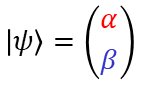 |ψ⟩ = (α
β)